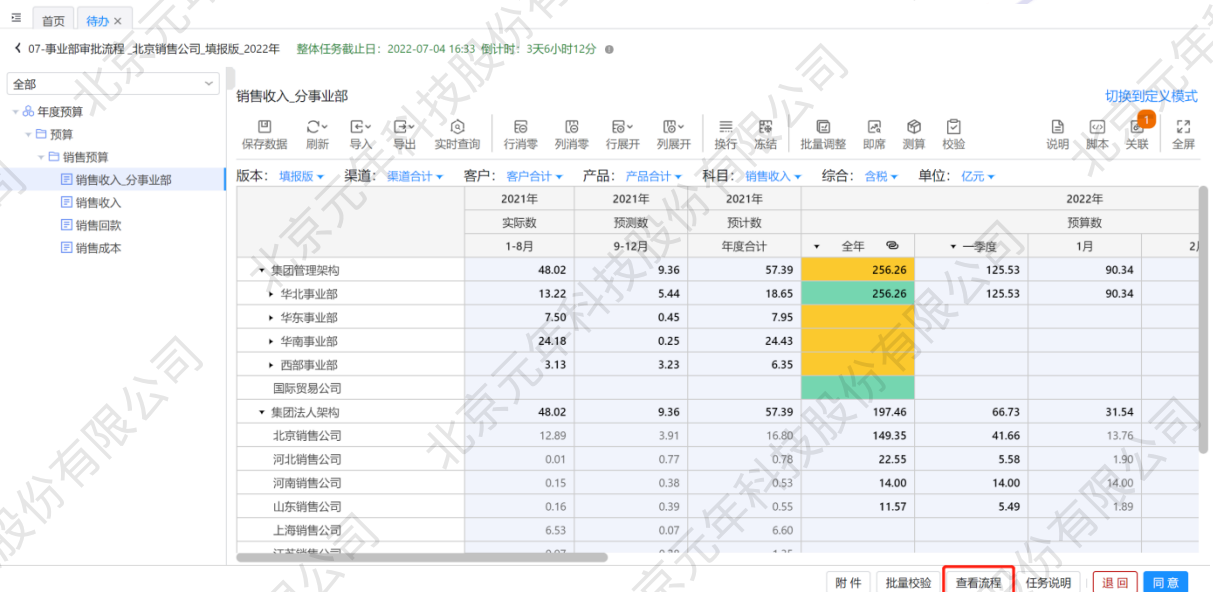 首页 待办 ×
07-事业部审批流程_北京销售公司_填报版_2022年 整体任务截止日：2022-07-04 16:33 倒计时：3天6小时12分
全部
年度预算
预算
销售预算
销售收入_分事业部
销售收入
销售回款
销售成本
销售收入_分事业部 切换到定义模式
保存数据 刷新 导入 导出 实时查询 行消零 列消零 行展开 列展开 换行 冻结 批量调整 即席 测算 校验 说明 脚本 关联 1 全屏
版本：填报版 渠道：渠道合计 客户：客户合计 产品：产品合计 科目：销售收入 综合：含税 单位：亿元
2021年 2021年 2021年 2022年
实际数 预测数 预计数 预算数
1-8月 9-12月 年度合计 全年 一季度 1月
集团管理架构 48.02 9.36 57.39 256.26 125.53 90.34
华北事业部 13.22 5.44 18.65 256.26 125.53 90.34
华东事业部 7.50 0.45 7.95
华南事业部 24.18 0.25 24.43
西部事业部 3.13 3.23 6.35
国际贸易公司
集团法人架构 48.02 9.36 57.39 197.46 66.73 31.54
北京销售公司 12.89 3.91 16.80 149.35 41.66 13.76
河北销售公司 0.01 0.77 0.78 22.55 5.58 1.90
河南销售公司 0.15 0.38 0.53 14.00 14.00 14.00
山东销售公司 0.16 0.39 0.55 11.57 5.49 1.89
上海销售公司 6.53 0.07 6.60
附件 批量校验 查看流程 任务说明 退回 同意
北京元年科技股份有限公司